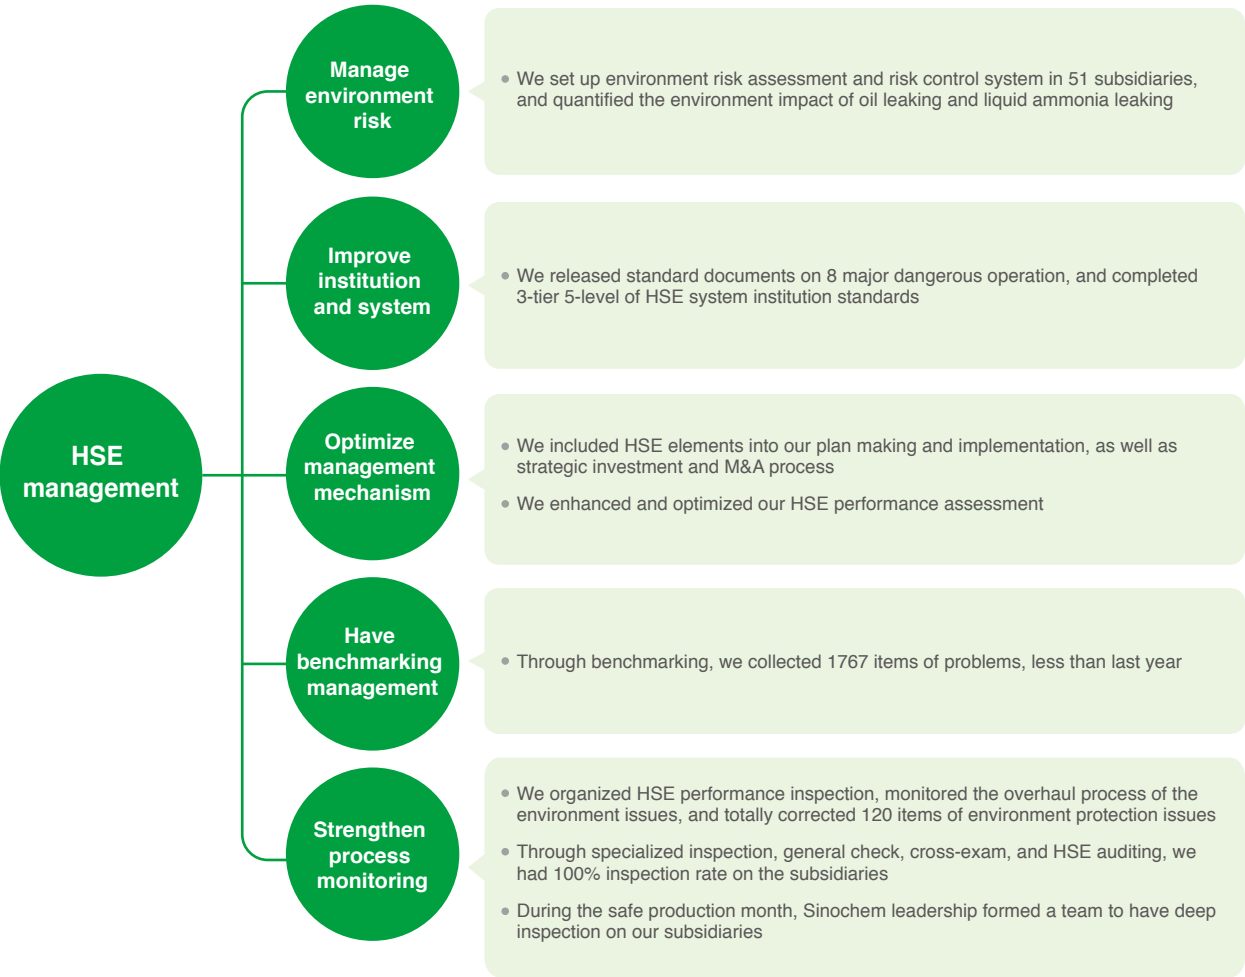 Manage
environment
risk
• We set up environment risk assessment and risk control system in 51 subsidiaries,
and quantified the environment impact of oil leaking and liquid ammonia leaking
Improve
institution
and system
• We released standard documents on 8 major dangerous operation, and completed
3-tier 5-level of HSE system institution standards
HSE
management
Optimize
management
mechanism
• We included HSE elements into our plan making and implementation, as well as
strategic investment and M&A process
• We enhanced and optimized our HSE performance assessment
Have
benchmarking
management
• Through benchmarking, we collected 1767 items of problems, less than last year
Strengthen
process
monitoring
• We organized HSE performance inspection, monitored the overhaul process of the
environment issues, and totally corrected 120 items of environment protection issues
• Through specialized inspection, general check, cross-exam, and HSE auditing, we
had 100% inspection rate on the subsidiaries
• During the safe production month, Sinochem leadership formed a team to have deep
inspection on our subsidiaries